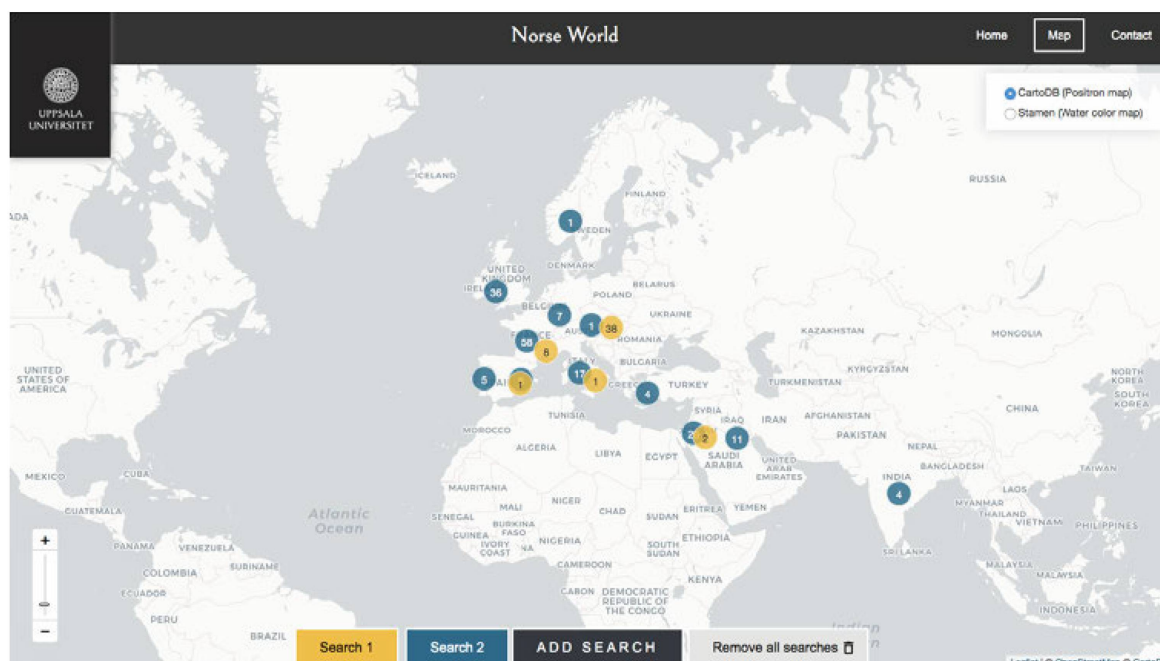 Norse World
Home
Map
Contact
UPPSALA
UNIVERSITET
CartoDB (Positron map)
Stamen (Water color map)
ICELAND
FINLAND
RUSSIA
1
UNITED
KINGDOM
DENMARK
36
BELARUS
POLAND
7
UKRAINE
1
38
ROMANIA
KAZAKHSTAN
MONGOLIA
58
8
BULGARIA
KYRGYZSTAN
UNITED
STATES OF
AMERICA
5
1
17
1
4
TURKEY
TURKMENISTAN
NORTH
KOREA
SOUTH
KOREA
CHINA
TUNISIA
SYRIA
IRAQ
IRAN
AFGHANISTAN
MOROCCO
2
11
PAKISTAN
ALGERIA
LIBYA
EGYPT
SAUDI
ARABIA
NEPAL
UNITED
ARAB
EMIRATES
BANGLADESH
TAIWAN
MEXICO
CUBA
INDIA
4
MAURITANIA
LAOS
MYANMAR
GUATEMALA
Atlantic
Ocean
SENEGAL
MALI
NIGER
CHAD
SUDAN
ERITREA
YEMEN
THAILAND
VIETNAM
PHILIPPINES
BURKINA
FASO
GUINEA
IVORY
COAST
NIGERIA
SOUTH
SUDAN
ETHIOPIA
SRI LANKA
PANAMA
VENEZUELA
CAMEROON
MALAYSIA
MALAYSIA
COLOMBIA
SURINAME
KENYA
ECUADOR
GABON
DEMOCRATIC
REPUBLIC OF
THE CONGO
INDONESIA
PERU
BRAZIL
Indian
+
−
Search 1
Search 2
ADD SEARCH
Remove all searches